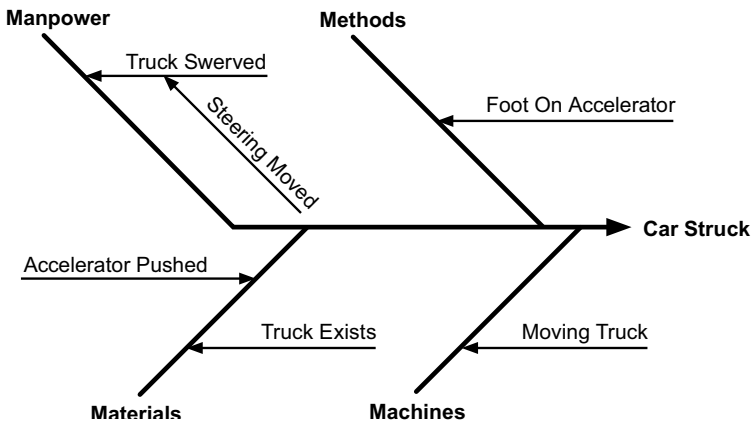 Manpower
Methods
Truck Swerved
Steering Moved
Foot On Accelerator
Car Struck
Accelerator Pushed
Truck Exists
Moving Truck
Materials
Machines